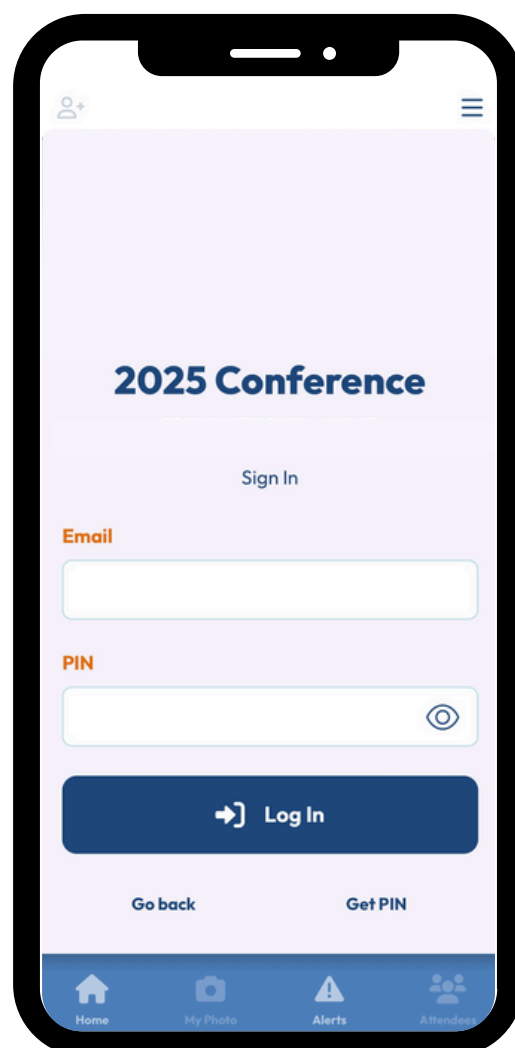 2025 Conference
Sign In
Email
PIN
Log In
Go back Get PIN
Home My Photo Alerts Attendees